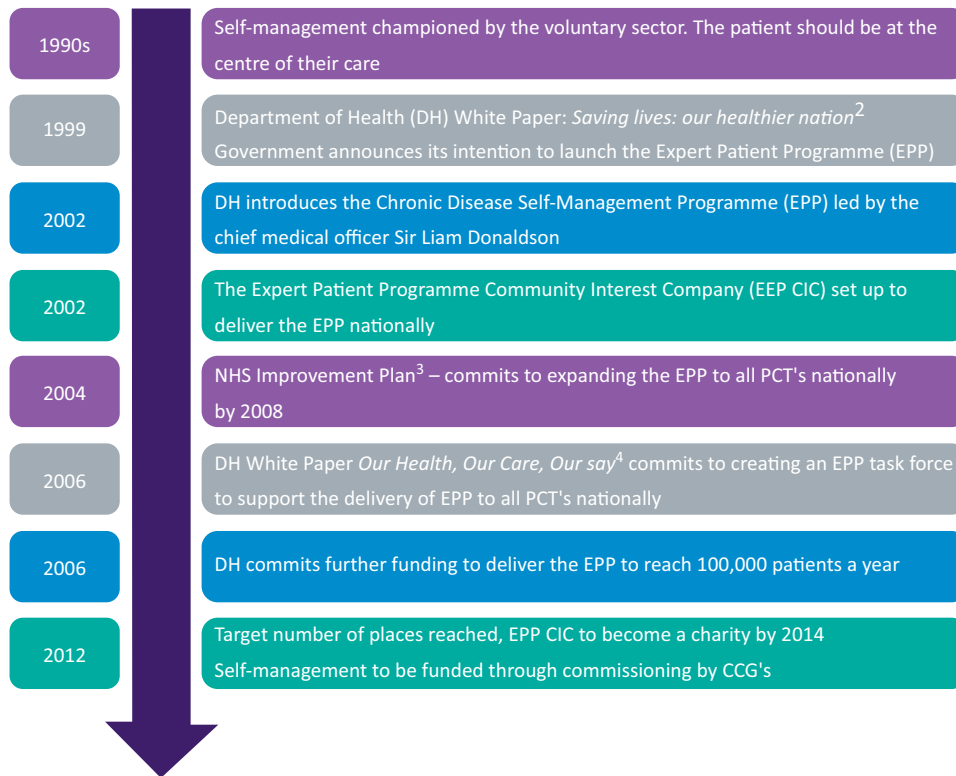 1990s
Self-management championed by the voluntary sector. The patient should be at the
centre of their care
1999
Department of Health (DH) White Paper: Saving lives: our healthier nation2
Government announces its intention to launch the Expert Patient Programme (EPP)
2002
DH introduces the Chronic Disease Self-Management Programme (EPP) led by the
chief medical officer Sir Liam Donaldson
2002
The Expert Patient Programme Community Interest Company (EEP CIC) set up to
deliver the EPP nationally
2004
NHS Improvement Plan3 – commits to expanding the EPP to all PCT's nationally
by 2008
2006
DH White Paper Our Health, Our Care, Our say4 commits to creating an EPP task force
to support the delivery of EPP to all PCT's nationally
2006
DH commits further funding to deliver the EPP to reach 100,000 patients a year
2012
Target number of places reached, EPP CIC to become a charity by 2014
Self-management to be funded through commissioning by CCG's